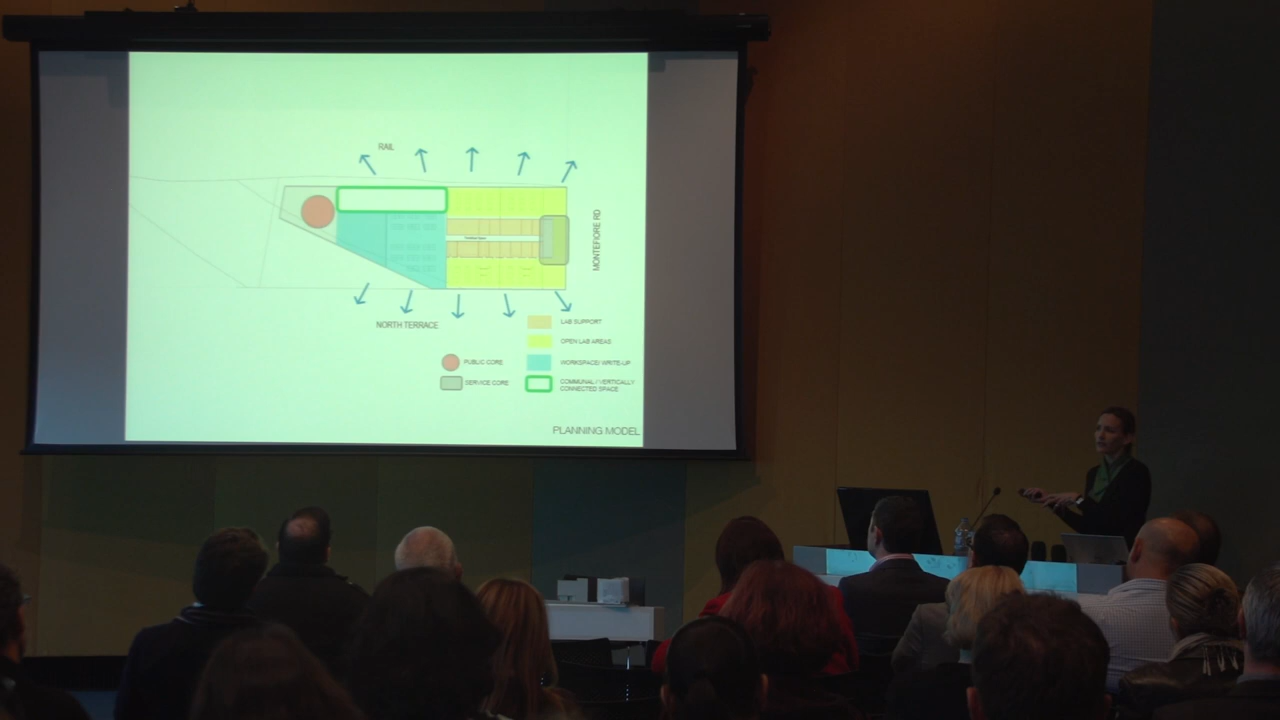 RAIL
MONTEFIORE RD
NORTH TERRACE
LAB SUPPORT
OPEN LAB AREAS
PUBLIC CORE
WORKSPACE/ WRITE-UP
SERVICE CORE
COMMUNAL / VERTICALLY
CONNECTED SPACE
PLANNING MODEL